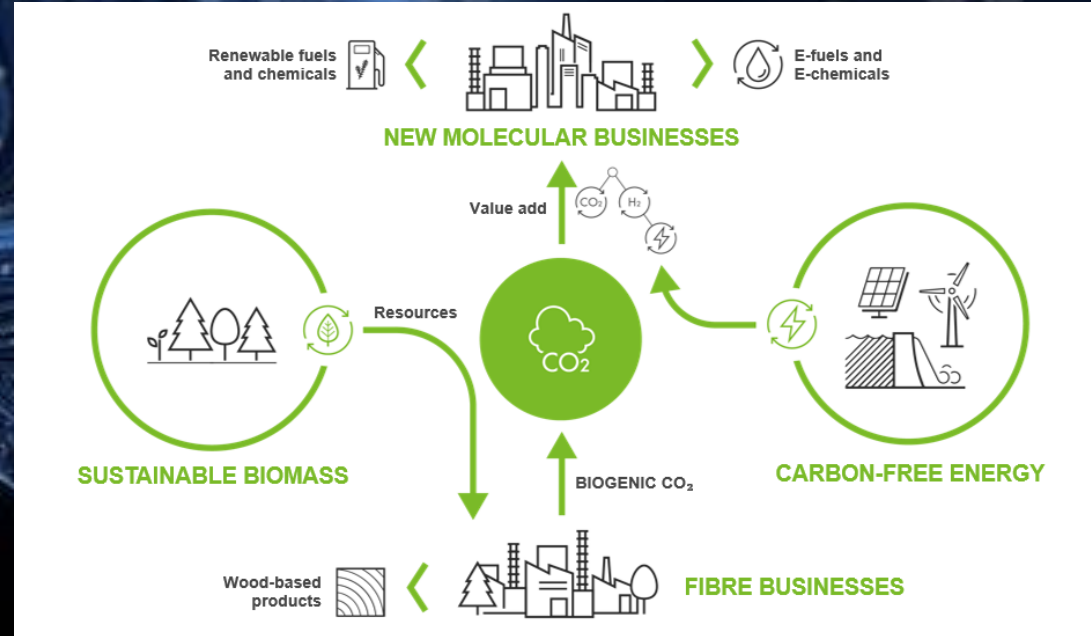 Renewable fuels
and chemicals
E-fuels and
E-chemicals
NEW MOLECULAR BUSINESSES
Value add
CO₂
H₂
Resources
CO₂
SUSTAINABLE BIOMASS
CARBON-FREE ENERGY
BIOGENIC CO₂
Wood-based
products
FIBRE BUSINESSES